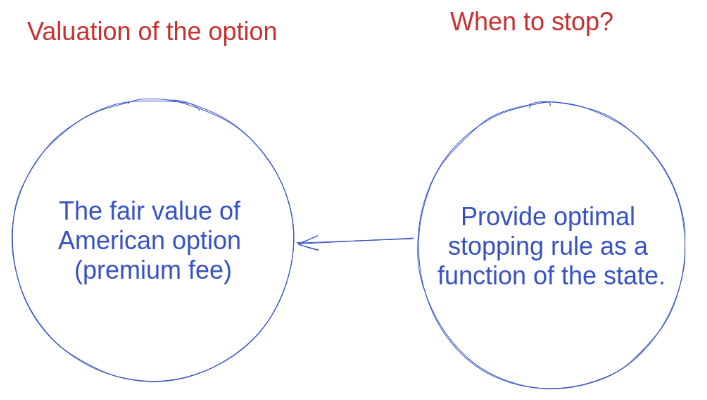 Valuation of the option
When to stop?
The fair value of
American option
(premium fee)
Provide optimal
stopping rule as a
function of the state.